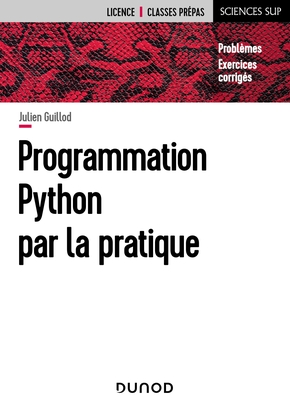 LICENCE | CLASSES PRÉPAS SCIENCES SUP
Problèmes
Exercices
corrigés
Julien Guillod
Programmation
Python
par la pratique
DUNOD